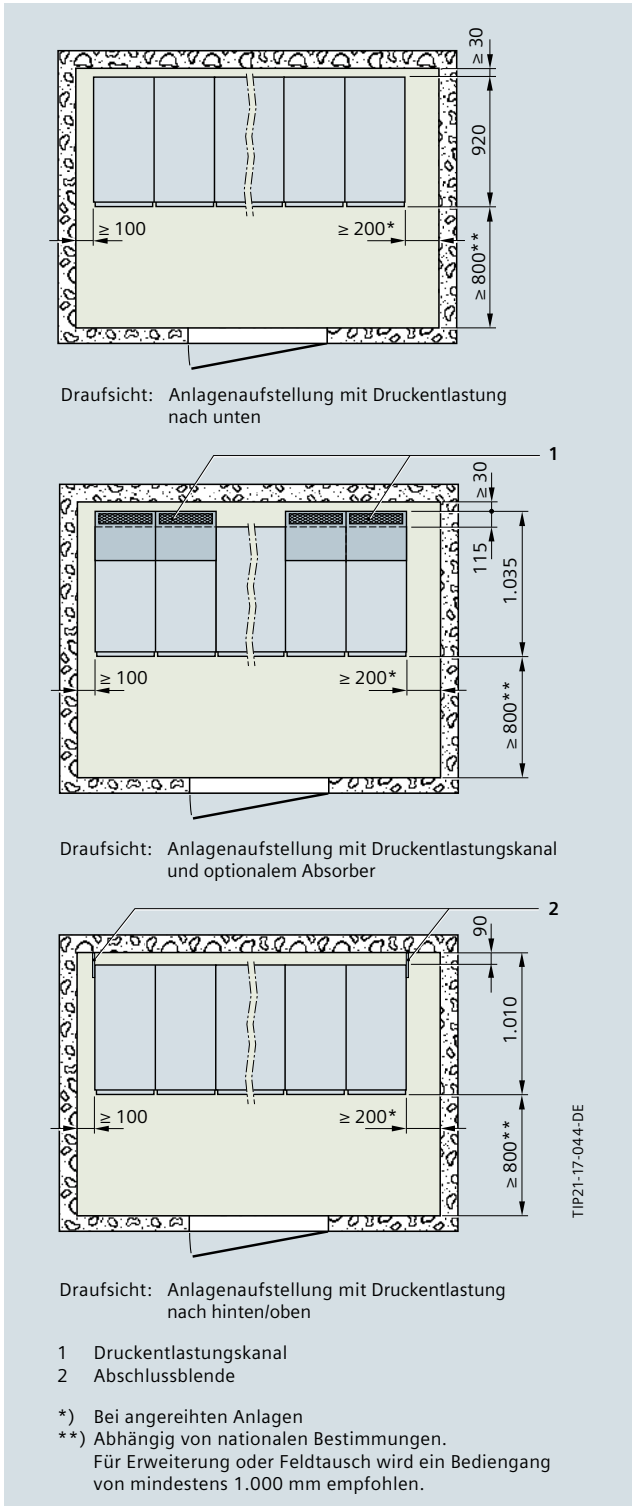 ≥ 30
920
≥ 100
≥ 200*
≥ 800**
Draufsicht: Anlagenaufstellung mit Druckentlastung
nach unten
1
≥ 30
115
1.035
≥ 100
≥ 200*
≥ 800**
Draufsicht: Anlagenaufstellung mit Druckentlastungskanal
und optionalem Absorber
2
90
1.010
≥ 100
≥ 200*
≥ 800**
TIP21-17-044-DE
Draufsicht: Anlagenaufstellung mit Druckentlastung
nach hinten/oben
1 Druckentlastungskanal
2 Abschlussblende
*) Bei angereihten Anlagen
**) Abhängig von nationalen Bestimmungen.
Für Erweiterung oder Feldtausch wird ein Bediengang
von mindestens 1.000 mm empfohlen.